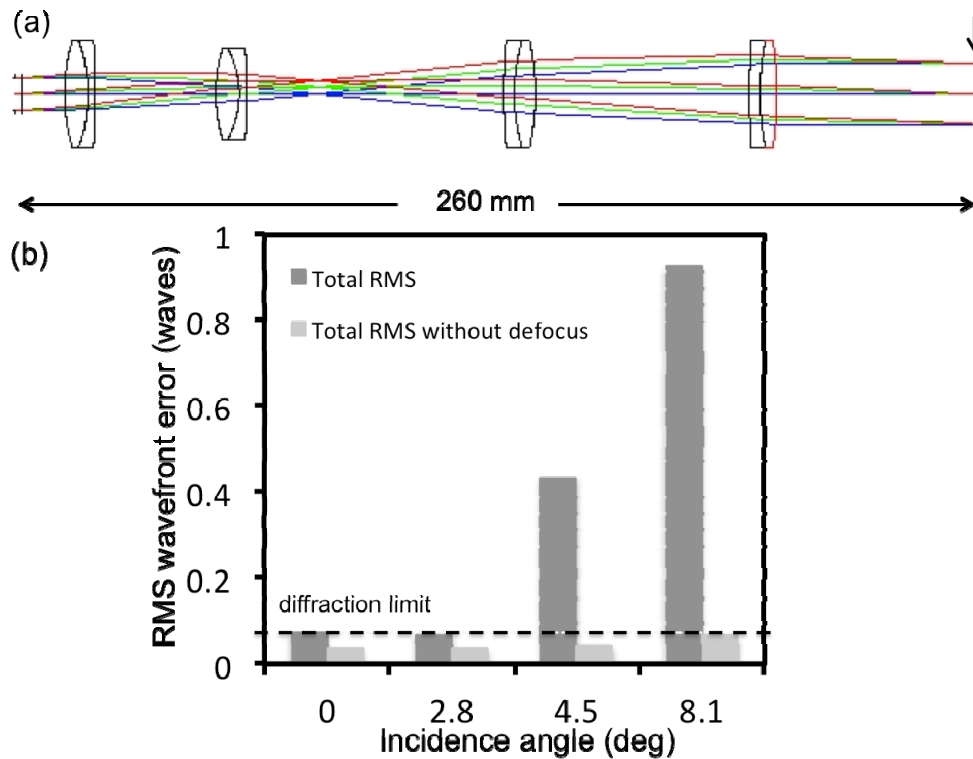 (a)
260 mm
(b)
RMS wavefront error (waves)
1
0.8
0.6
0.4
0.2
0
Total RMS
Total RMS without defocus
diffraction limit
0 2.8 4.5 8.1
Incidence angle (deg)